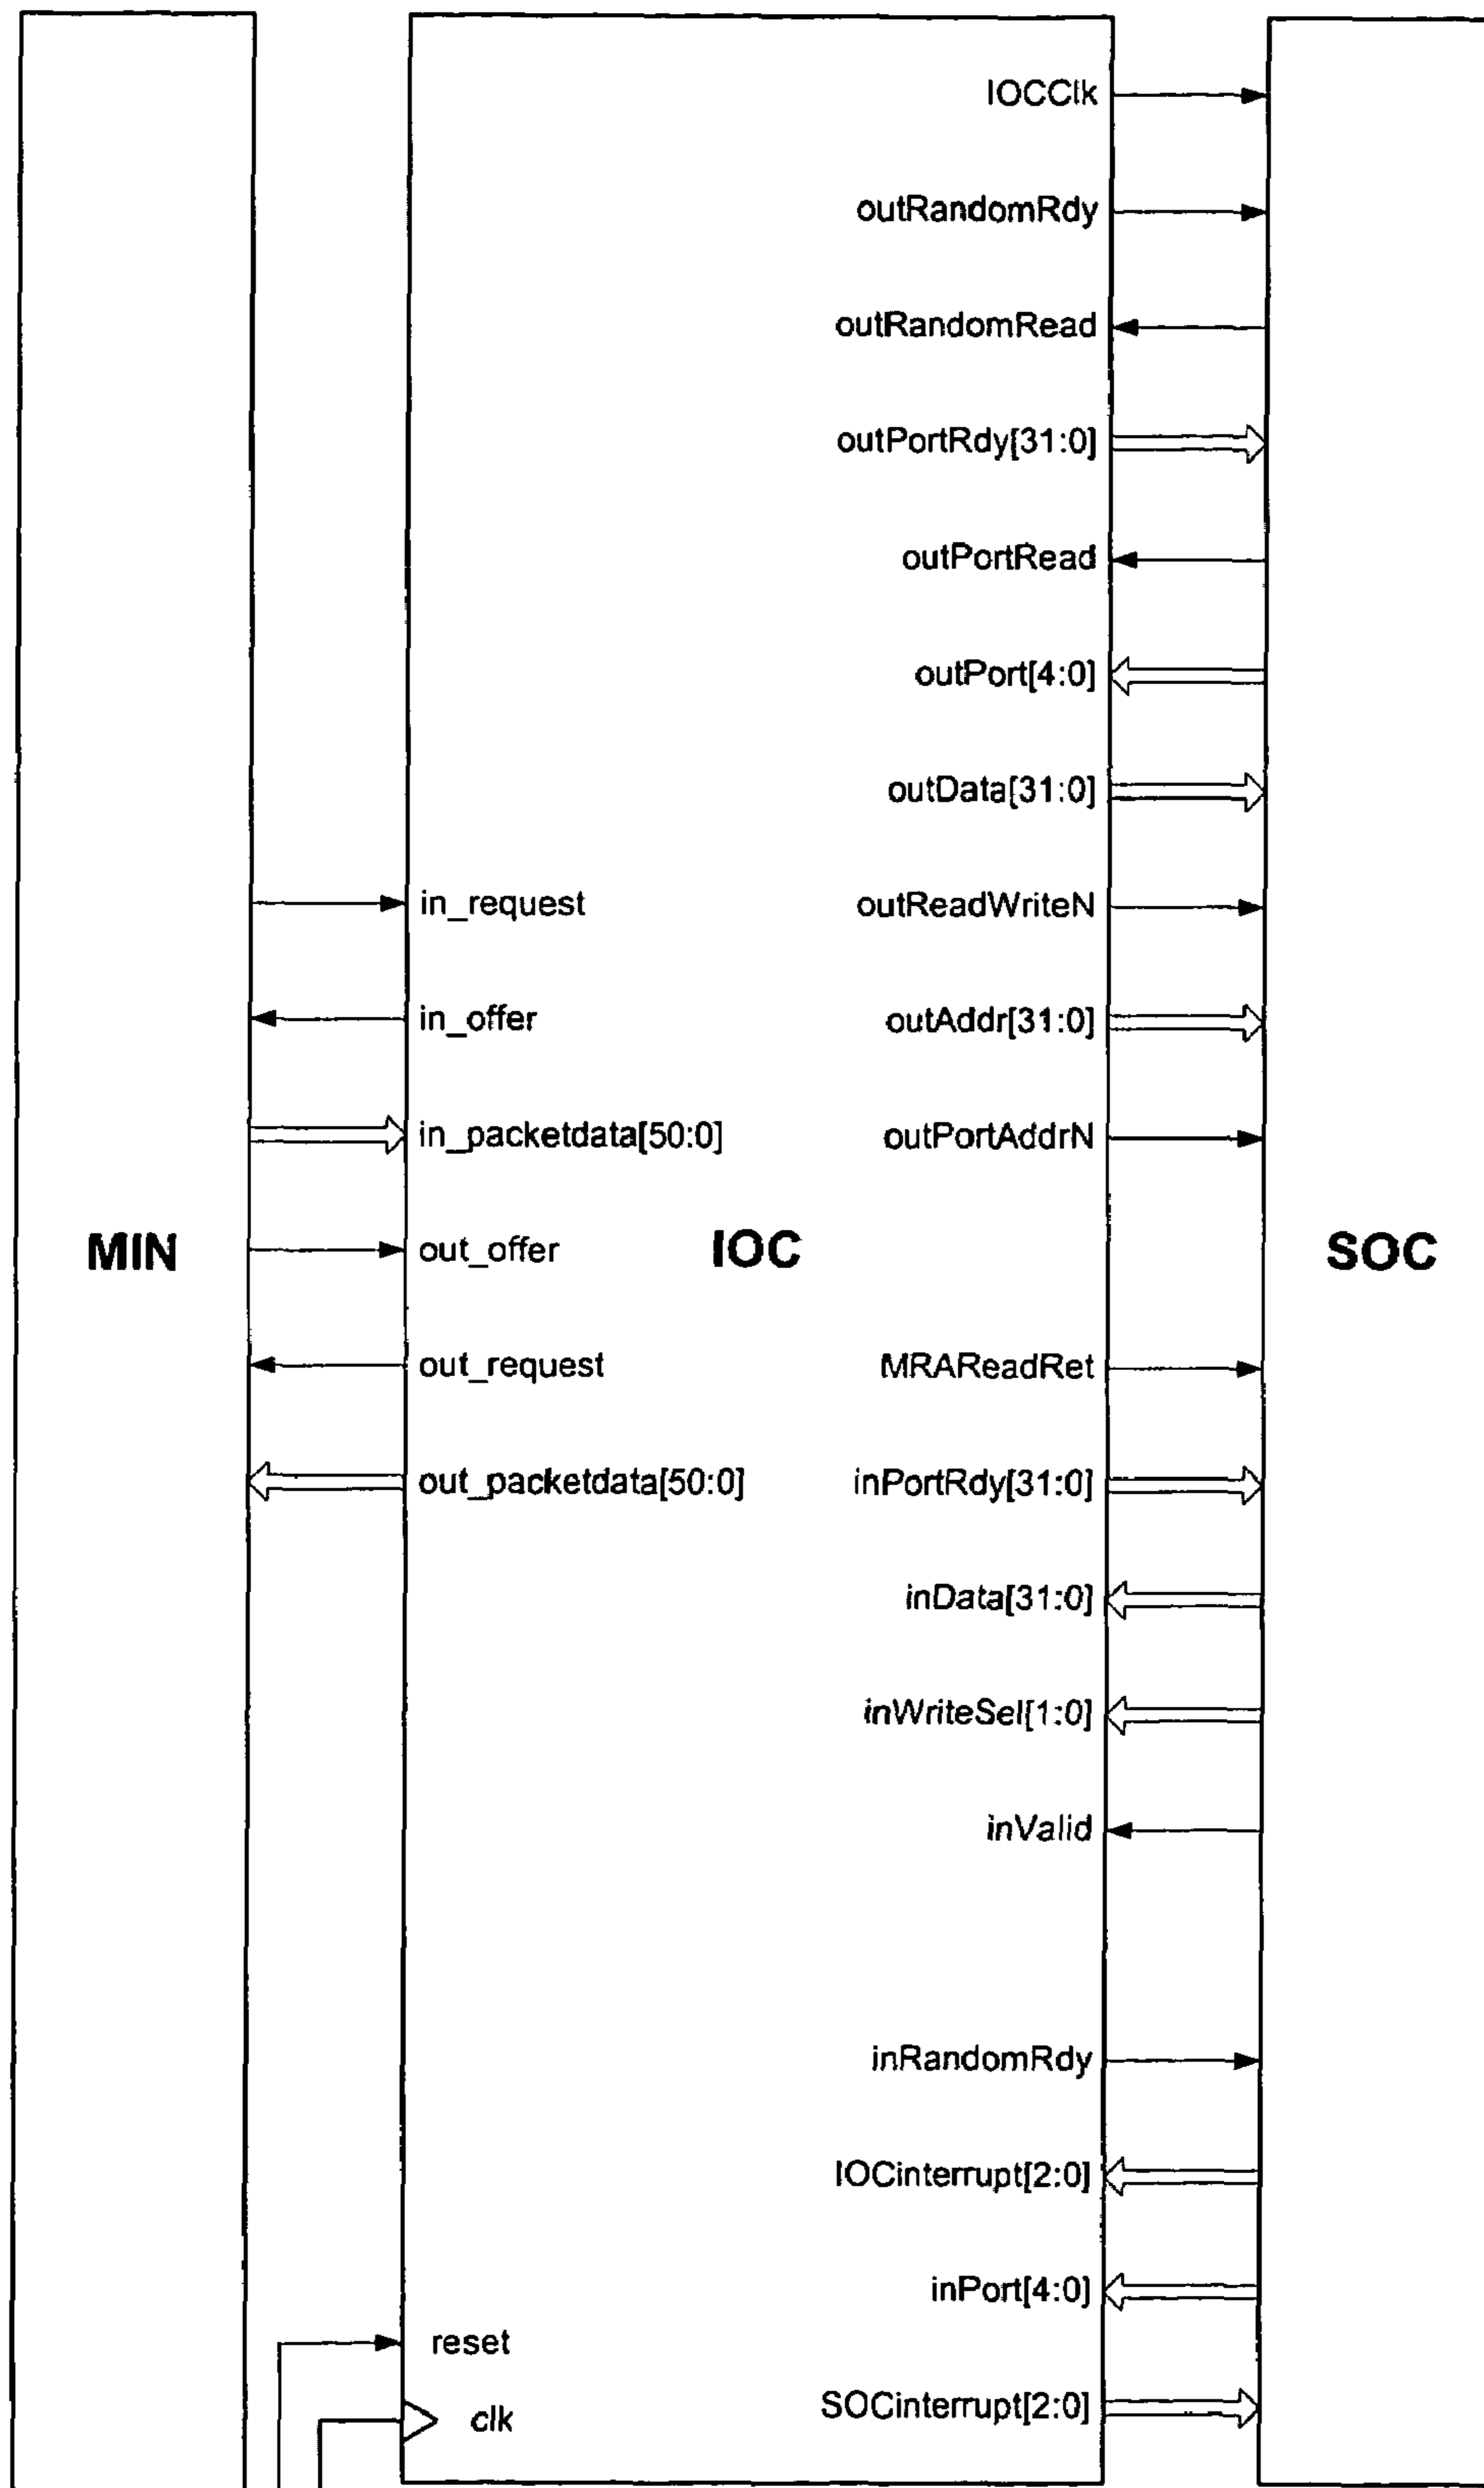 IOCClk
outRandomRdy
outRandomRead
outPortRdy[31:0]
outPortRead
outPort[4:0]
outData[31:0]
in_request outReadWriteN
in_offer outAddr[31:0]
in_packetdata[50:0] outPortAddrN
MIN out_offer IOC SOC
out_request MRAReadRet
out_packetdata[50:0] inPortRdy[31:0]
inData[31:0]
inWriteSel[1:0]
inValid
inRandomRdy
IOCinterrupt[2:0]
inPort[4:0]
reset
clk SOCinterrupt[2:0]